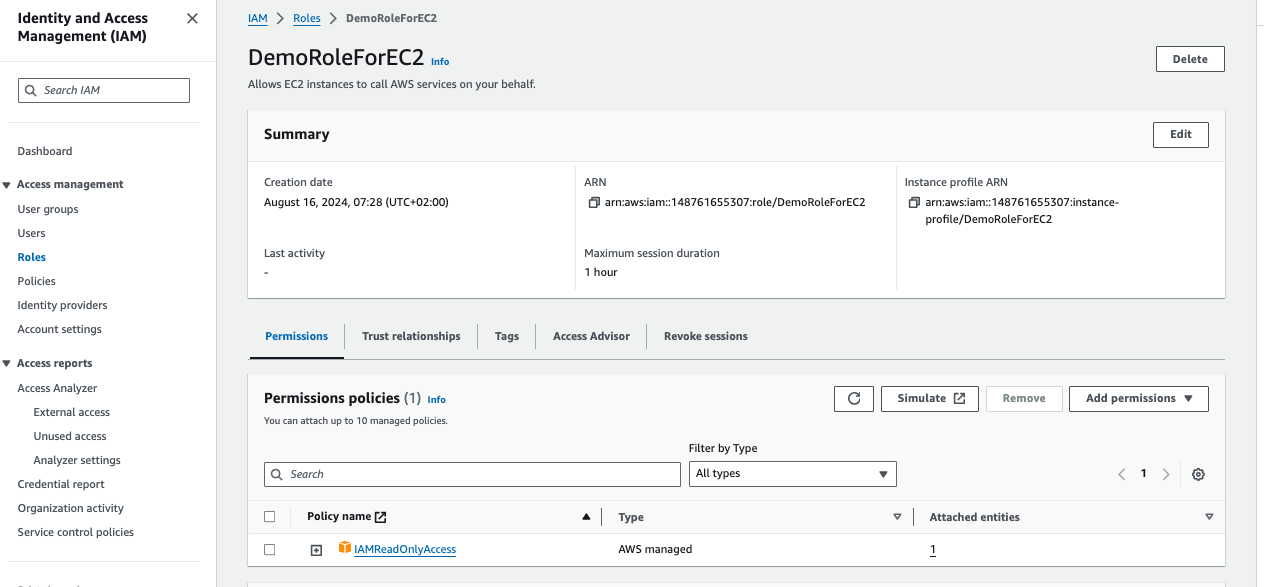 Identity and Access
Management (IAM)
Search IAM
Dashboard
Access management
User groups
Users
Roles
Policies
Identity providers
Account settings
Access reports
Access Analyzer
External access
Unused access
Analyzer settings
Credential report
Organization activity
Service control policies
IAM > Roles > DemoRoleForEC2
DemoRoleForEC2 Info
Delete
Allows EC2 instances to call AWS services on your behalf.
Summary
Edit
Creation date
August 16, 2024, 07:28 (UTC+02:00)
ARN
arn:aws:iam::148761655307:role/DemoRoleForEC2
Instance profile ARN
arn:aws:iam::148761655307:instance-
profile/DemoRoleForEC2
Last activity
-
Maximum session duration
1 hour
Permissions Trust relationships Tags Access Advisor Revoke sessions
Permissions policies (1) Info
Simulate Remove Add permissions
You can attach up to 10 managed policies.
Filter by Type
Search All types 1
Policy name Type Attached entities
IAMReadOnlyAccess AWS managed 1